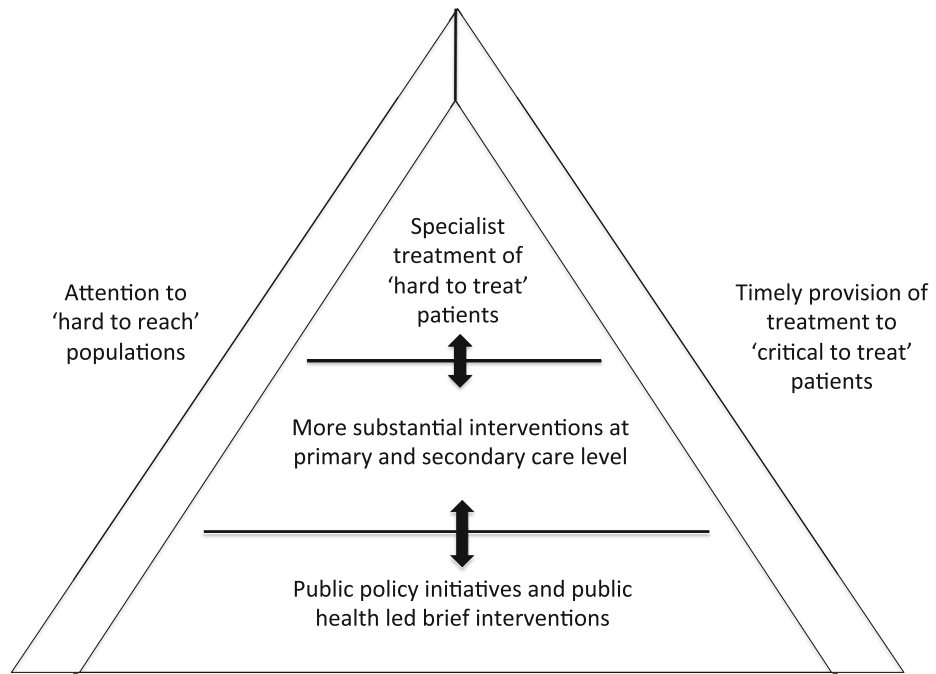 Specialist
treatment of
‘hard to treat’
patients
Attention to
‘hard to reach’
populations
Timely provision of
treatment to
‘critical to treat’
patients
More substantial interventions at
primary and secondary care level
Public policy initiatives and public
health led brief interventions